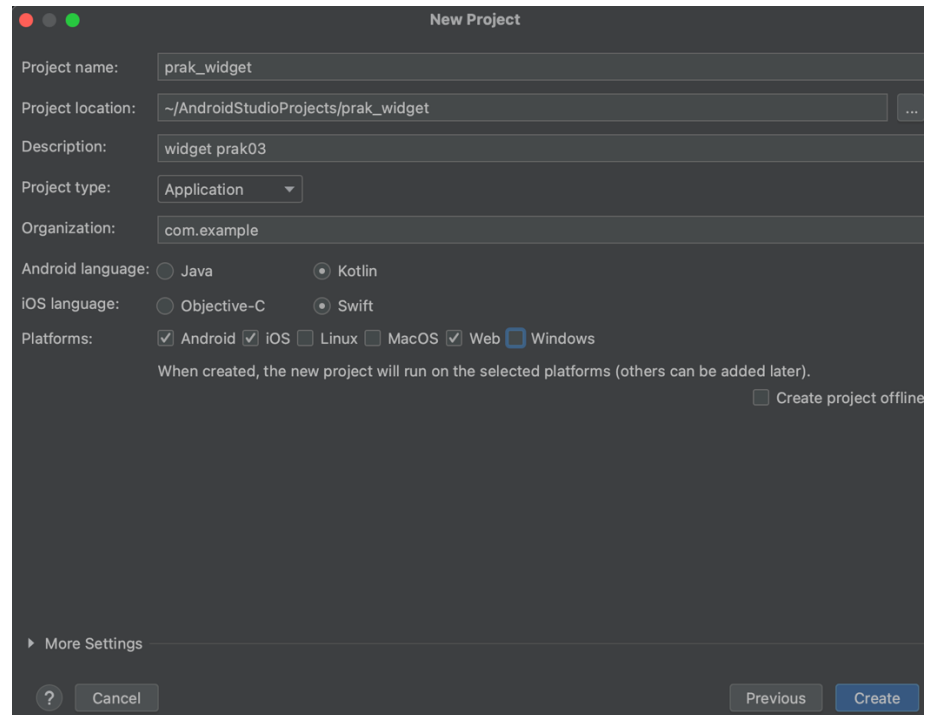 New Project
Project name: prak_widget
Project location: ~/AndroidStudioProjects/prak_widget ...
Description: widget prak03
Project type: Application
Organization: com.example
Android language: Java Kotlin
iOS language: Objective-C Swift
Platforms: Android iOS Linux MacOS Web Windows
When created, the new project will run on the selected platforms (others can be added later).
Create project offline
More Settings
? Cancel Previous Create